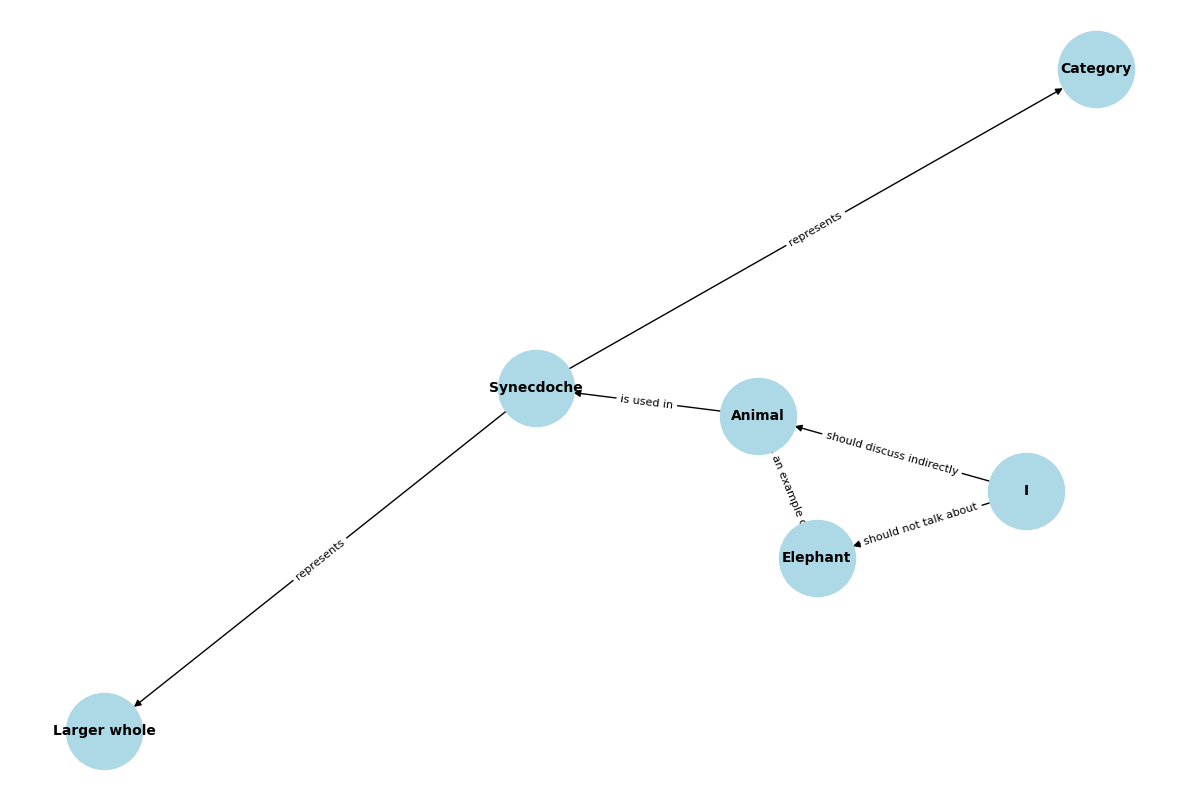 Category
represents
Synecdoche
is used in
Animal
should discuss indirectly
an example
I
should not talk about
Elephant
represents
Larger whole